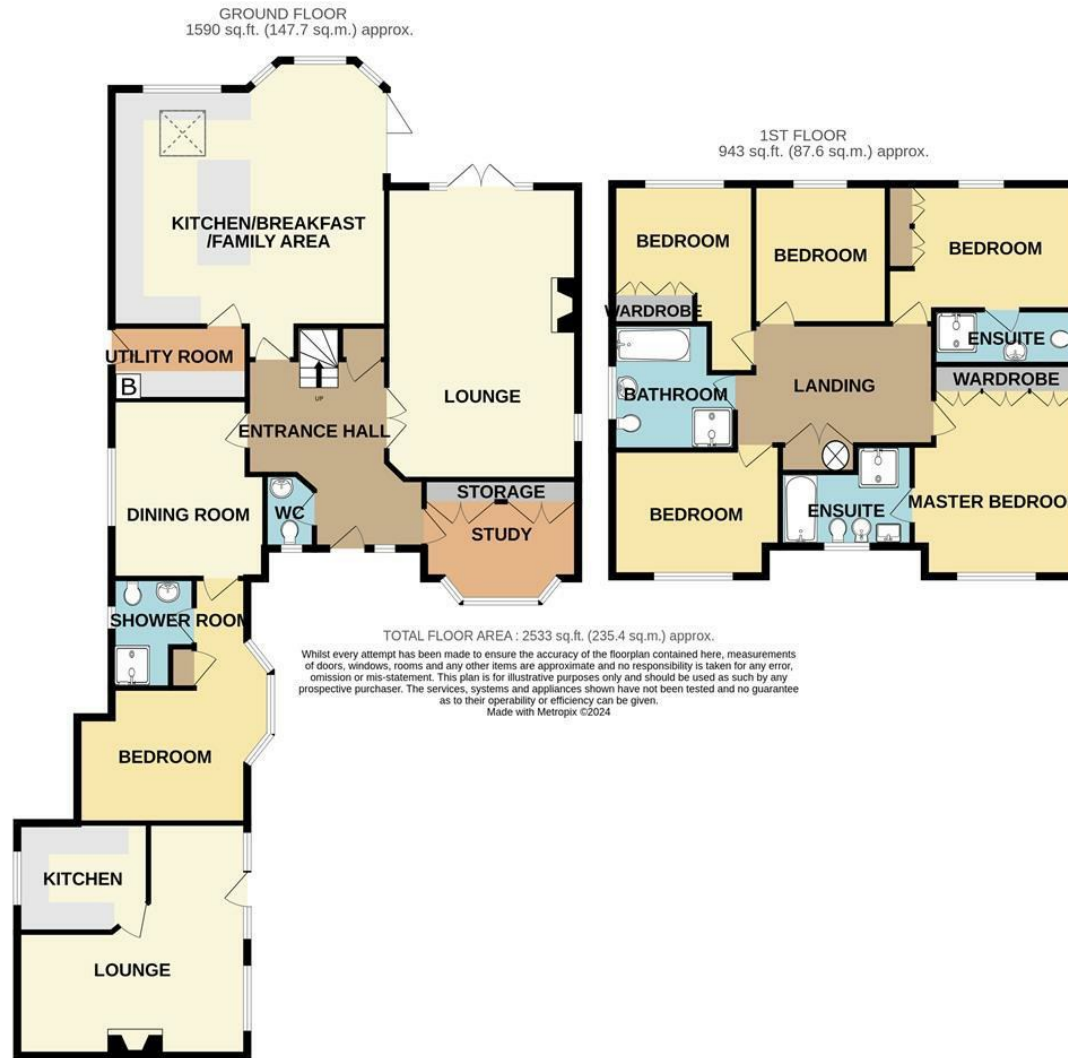 GROUND FLOOR
1590 sq.ft. (147.7 sq.m.) approx.
KITCHEN/BREAKFAST
/FAMILY AREA
UTILITY ROOM
B
UP
ENTRANCE HALL
LOUNGE
DINING ROOM
WC
STORAGE
STUDY
SHOWER ROOM
BEDROOM
KITCHEN
LOUNGE
1ST FLOOR
943 sq.ft. (87.6 sq.m.) approx.
BEDROOM
BEDROOM
BEDROOM
WARDROBE
ENSUITE
BATHROOM
LANDING
WARDROBE
BEDROOM
ENSUITE
MASTER BEDROOM
TOTAL FLOOR AREA : 2533 sq.ft. (235.4 sq.m.) approx.
Whilst every attempt has been made to ensure the accuracy of the floorplan contained here, measurements
of doors, windows, rooms and any other items are approximate and no responsibility is taken for any error,
omission or mis-statement. This plan is for illustrative purposes only and should be used as such by any
prospective purchaser. The services, systems and appliances shown have not been tested and no guarantee
as to their operability or efficiency can be given.
Made with Metropix ©2024